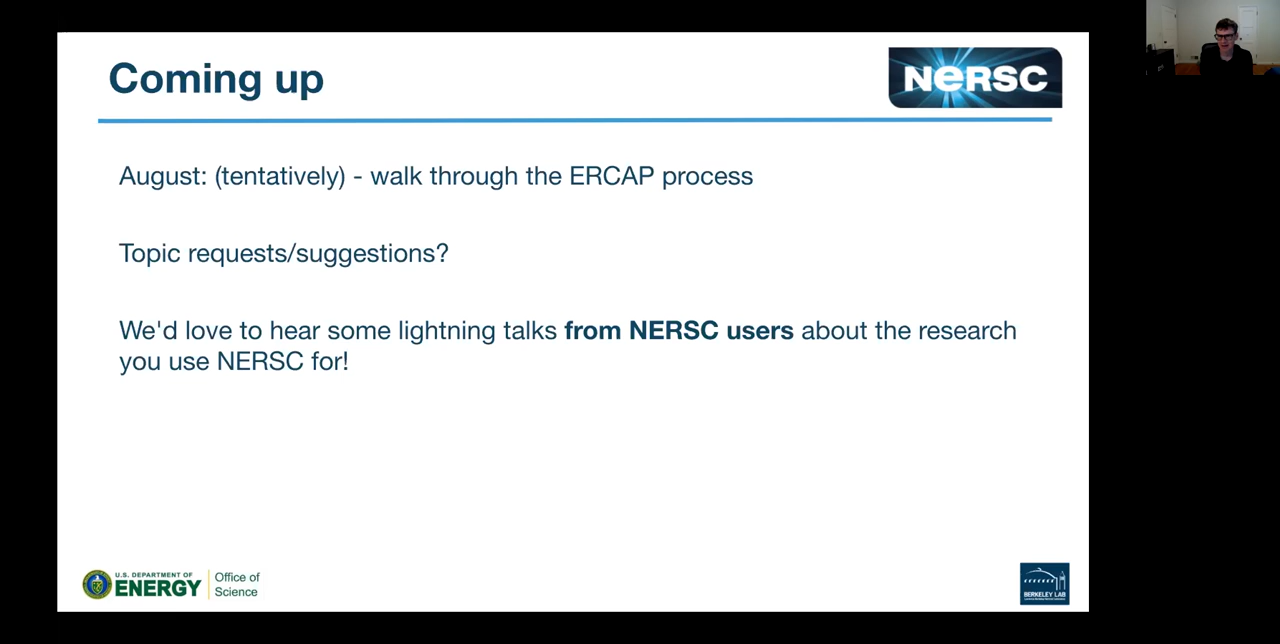 Coming up
NERSC
August: (tentatively) - walk through the ERCAP process
Topic requests/suggestions?
We'd love to hear some lightning talks from NERSC users about the research
you use NERSC for!
U.S. DEPARTMENT OF
ENERGY
Office of
Science
BERKELEY LAB